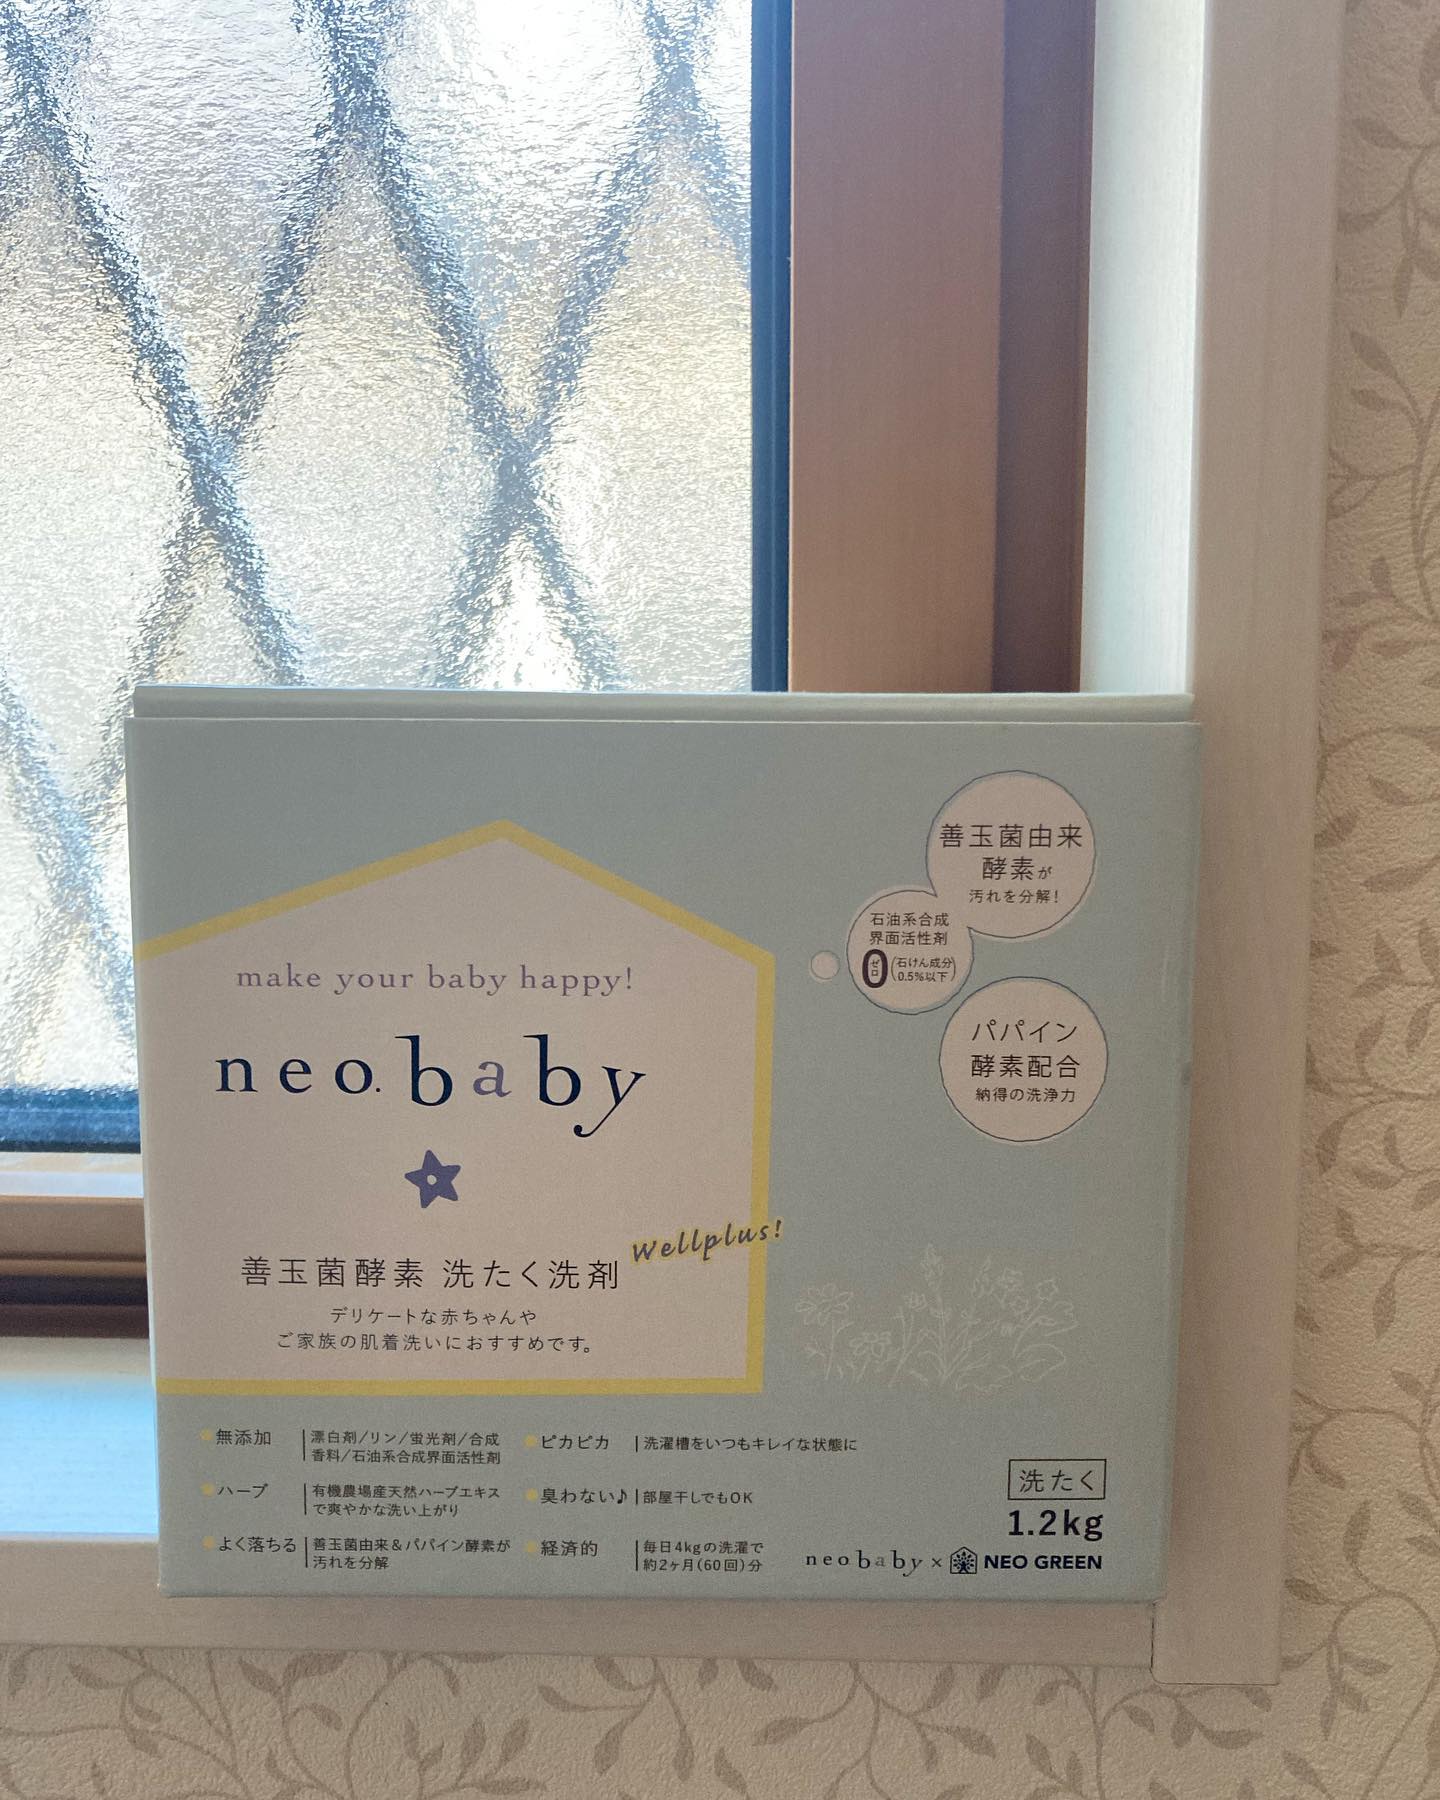 善玉菌由来
酵素が
汚れを分解!
石油系合成
界面活性剤
0 ゼロ (石けん成分 0.5%以下)
パパイン
酵素配合
納得の洗浄力
make your baby happy!
neo.baby
Wellplus!
善玉菌酵素 洗たく洗剤
デリケートな赤ちゃんや
ご家族の肌着洗いにおすすめです。
無添加 漂白剤/リン/蛍光剤/合成
香料/石油系合成界面活性剤
ハーブ 有機農場産天然ハーブエキス
で爽やかな洗い上がり
よく落ちる 善玉菌由来&パパイン酵素が
汚れを分解
ピカピカ 洗濯槽をいつもキレイな状態に
臭わない♪ 部屋干しでもOK
経済的 毎日4kgの洗濯で
約2ヶ月(60回)分
洗たく
1.2kg
neobaby × NEO GREEN